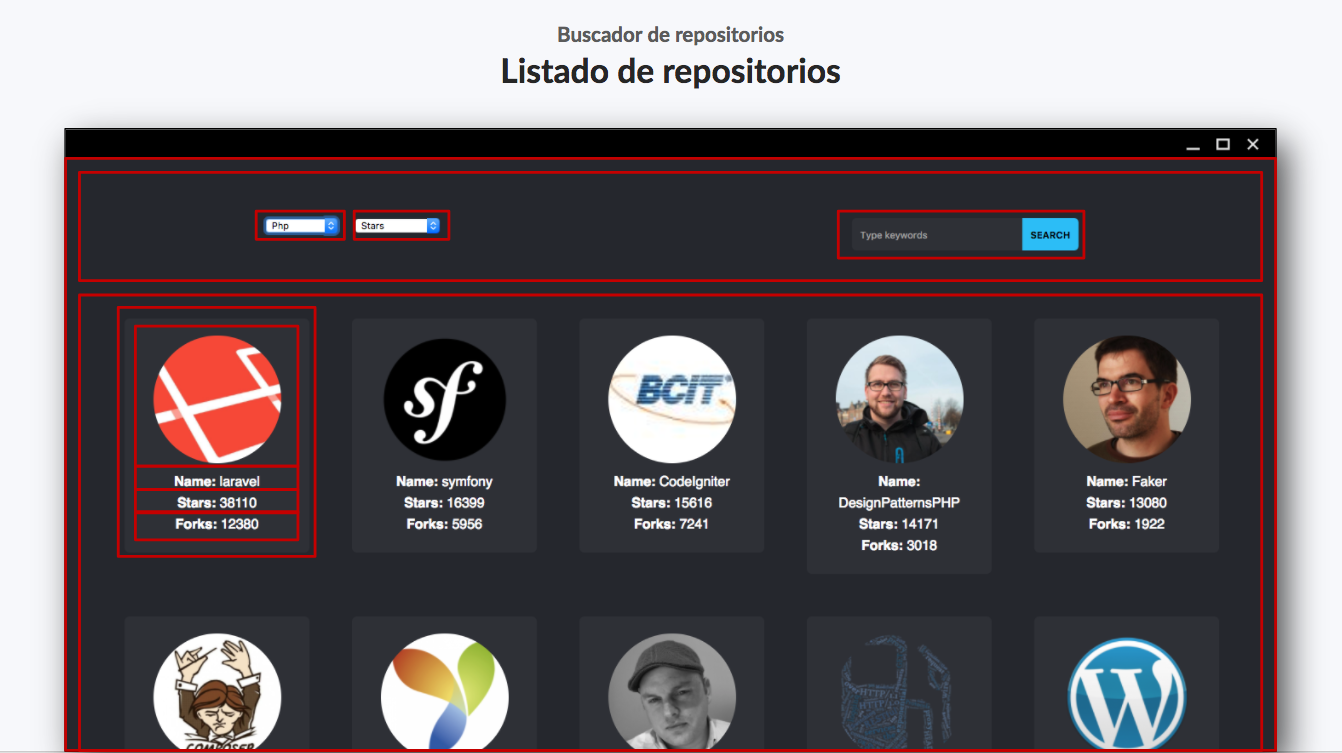 Buscador de repositorios
Listado de repositorios
Php
Stars
Type keywords
SEARCH
sf
BCIT
Name: laravel
Stars: 38110
Forks: 12380
Name: symfony
Stars: 16399
Forks: 5956
Name: CodeIgniter
Stars: 15616
Forks: 7241
Name:
DesignPatternsPHP
Stars: 14171
Forks: 3018
Name: Faker
Stars: 13080
Forks: 1922
COMPOSER
W